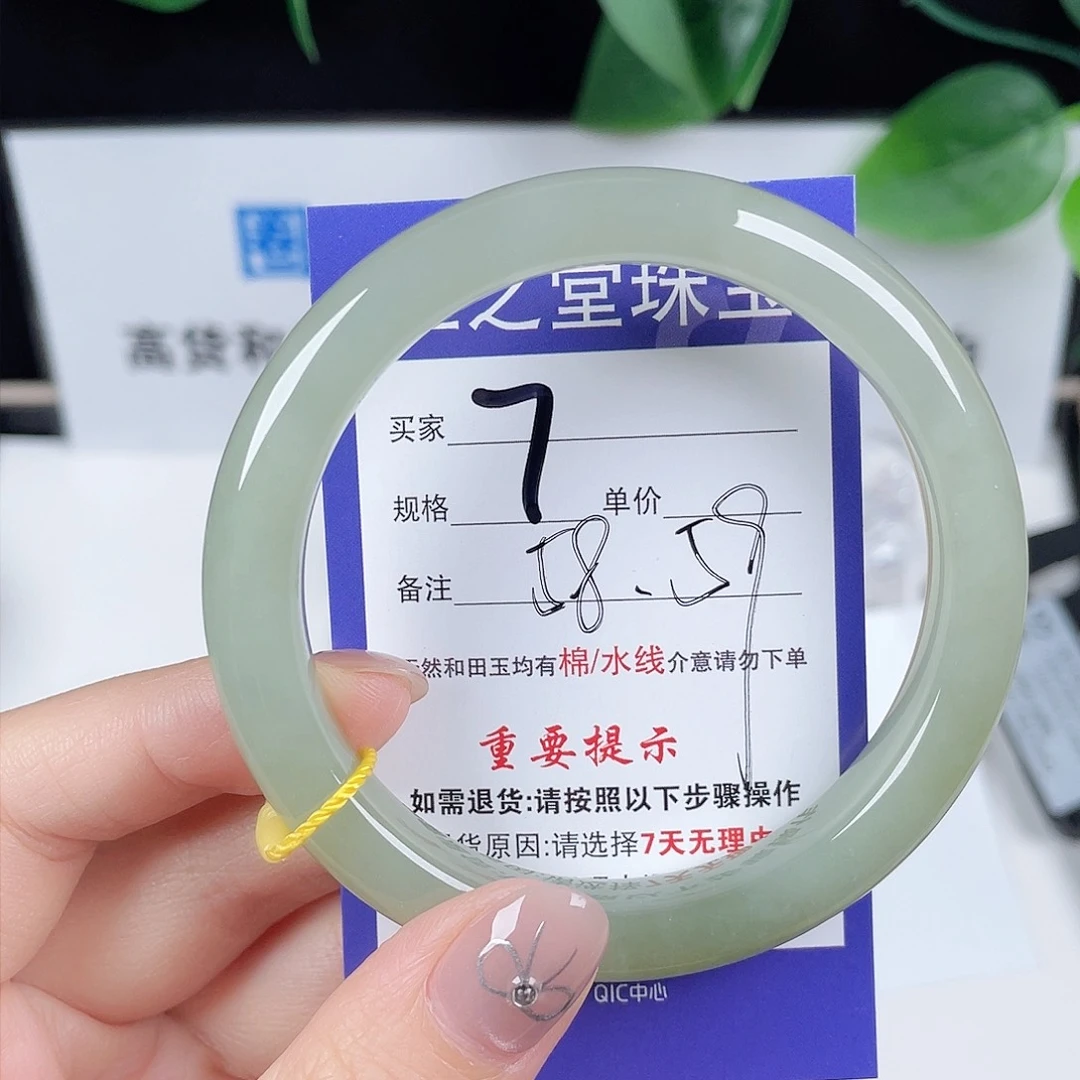 高货和
之堂珠宝
买家 7
规格 单价
备注 58.59
然和田玉均有棉/水线介意请勿下单
重要提示
如需退货:请按照以下步骤操作
货原因:请选择7天无理由
QIC中心